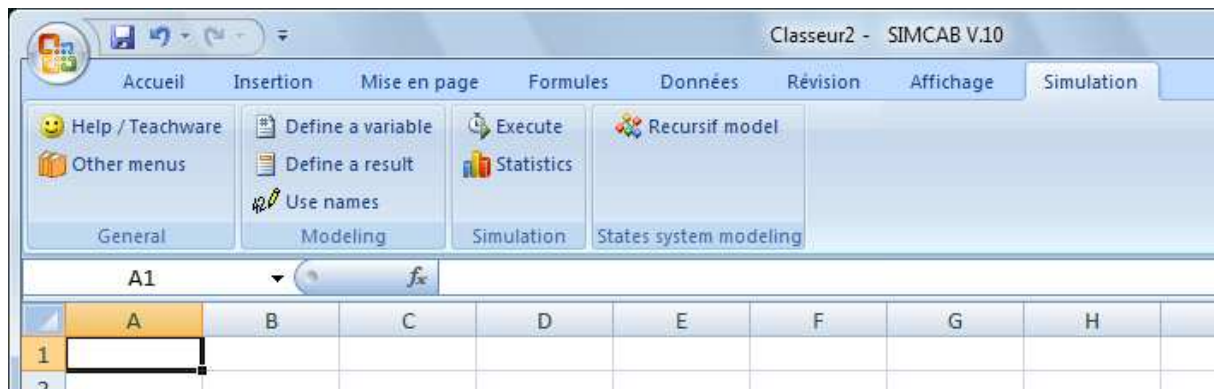 Classeur2 - SIMCAB V.10
Accueil Insertion Mise en page Formules Données Révision Affichage Simulation
Help / Teachware Define a variable Execute Recursif model
Other menus Define a result Statistics
Use names
General Modeling Simulation States system modeling
A1 fx
A B C D E F G H
1
2